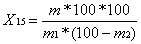 X₁₅ = m*100*100 / m₁*(100-m₂)